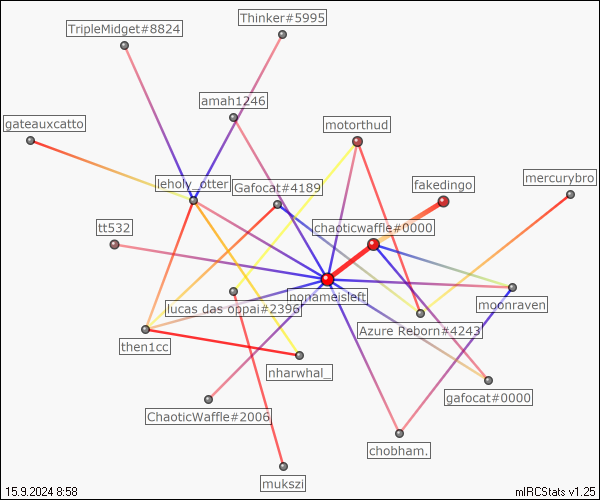 Thinker#5995
TripleMidget#8824
amah1246
gateauxcatto
motorthud
mercurybro
leholy_otter
Gafocat#4189
fakedingo
tt532
chaoticwaffle#0000
nonameisleft
moonraven
lucas das oppai#2396
Azure Reborn#4243
then1cc
nharwhal_
gafocat#0000
ChaoticWaffle#2006
chobham.
mukszi
15.9.2024 8:58
mIRCStats v1.25